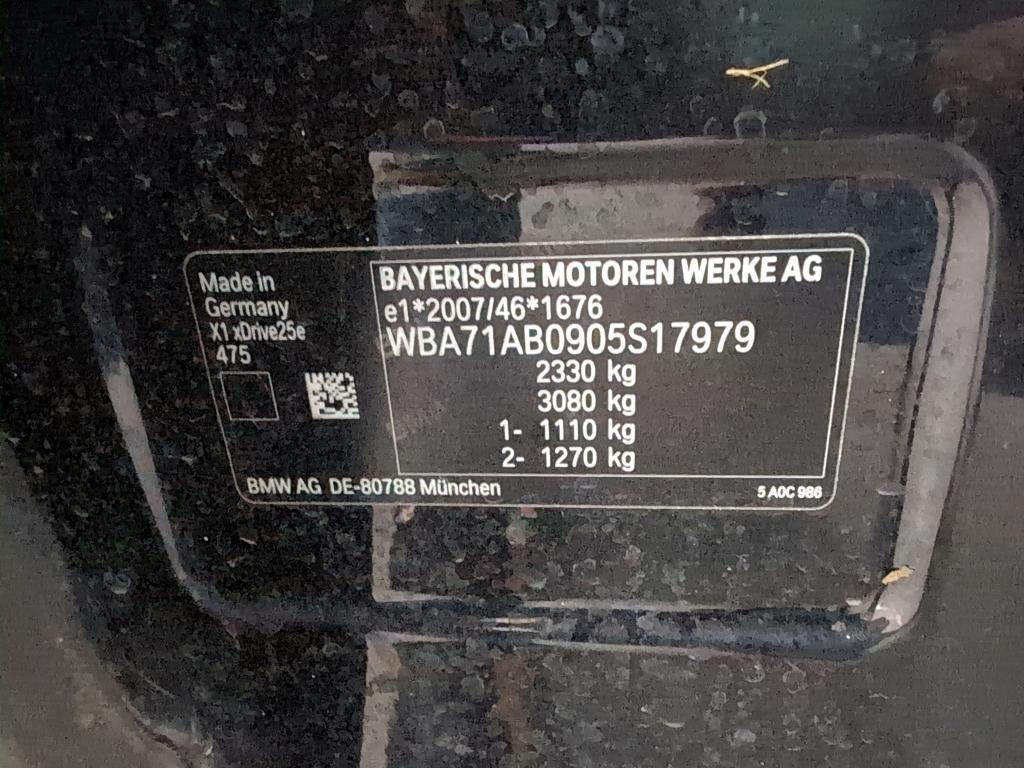 Made in
Germany
X1 xDrive25e
475
BAYERISCHE MOTOREN WERKE AG
e1*2007/46*1676
WBA71AB0905S17979
2330 kg
3080 kg
1- 1110 kg
2- 1270 kg
BMW AG DE-80788 München
5 A0C 986